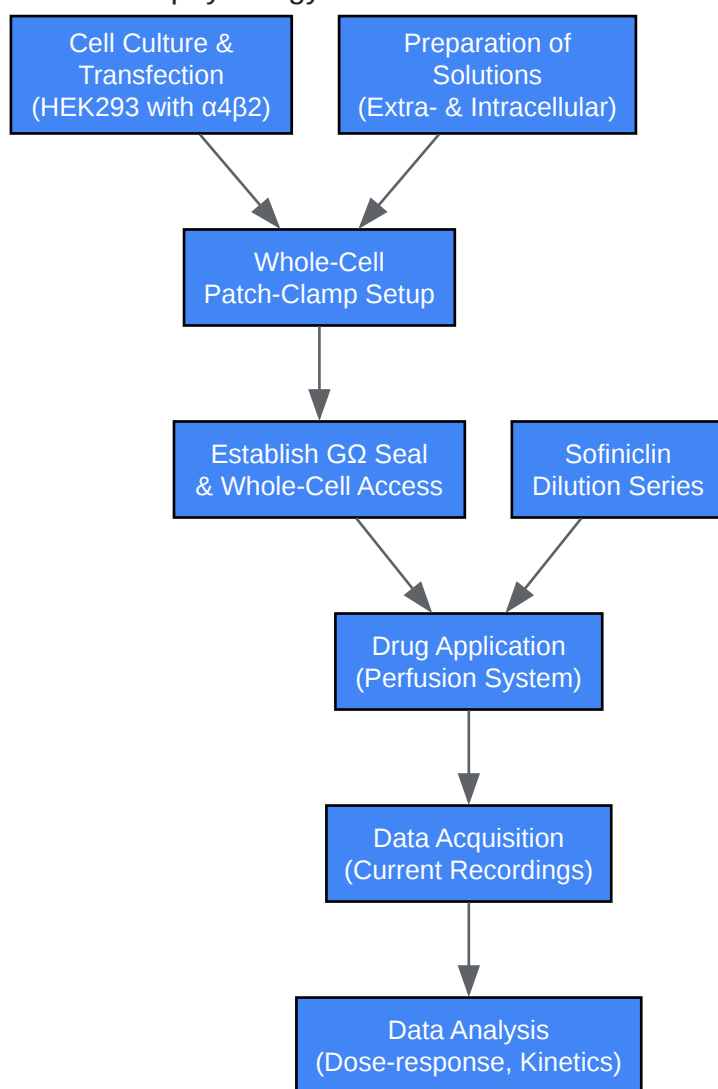 Cell Culture &
Transfection
(HEK293 with α4β2)
Preparation of
Solutions
(Extra- & Intracellular)
Whole-Cell
Patch-Clamp Setup
Establish GΩ Seal
& Whole-Cell Access
Sofiniclin
Dilution Series
Drug Application
(Perfusion System)
Data Acquisition
(Current Recordings)
Data Analysis
(Dose-response, Kinetics)